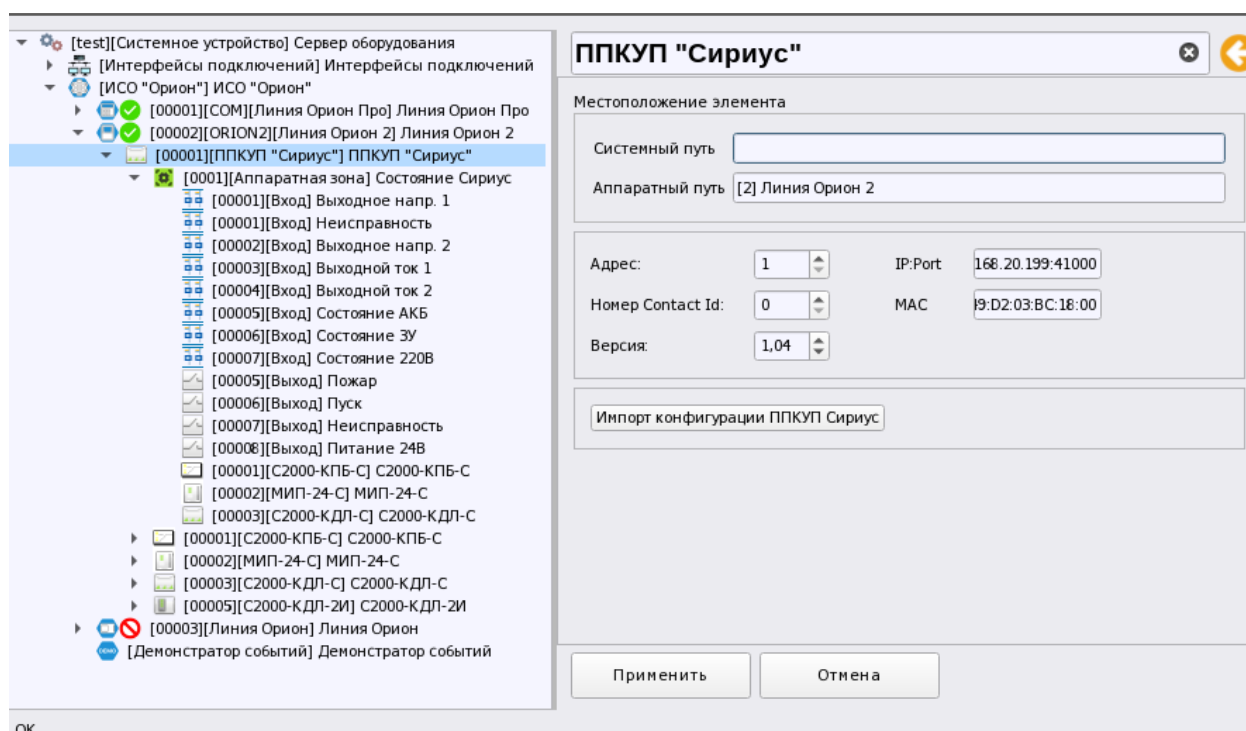 [test][Системное устройство] Сервер оборудования
[Интерфейсы подключений] Интерфейсы подключений
[ИСО "Орион"] ИСО "Орион"
[00001][COM][Линия Орион Про] Линия Орион Про
[00002][ORION2][Линия Орион 2] Линия Орион 2
[00001][ППКУП "Сириус"] ППКУП "Сириус"
[0001][Аппаратная зона] Состояние Сириус
[00001][Вход] Выходное напр. 1
[00001][Вход] Неисправность
[00002][Вход] Выходное напр. 2
[00003][Вход] Выходной ток 1
[00004][Вход] Выходной ток 2
[00005][Вход] Состояние АКБ
[00006][Вход] Состояние ЗУ
[00007][Вход] Состояние 220В
[00005][Выход] Пожар
[00006][Выход] Пуск
[00007][Выход] Неисправность
[00008][Выход] Питание 24В
[00001][С2000-КПБ-С] С2000-КПБ-С
[00002][МИП-24-С] МИП-24-С
[00003][С2000-КДЛ-С] С2000-КДЛ-С
[00001][С2000-КПБ-С] С2000-КПБ-С
[00002][МИП-24-С] МИП-24-С
[00003][С2000-КДЛ-С] С2000-КДЛ-С
[00005][С2000-КДЛ-2И] С2000-КДЛ-2И
[00003][Линия Орион] Линия Орион
DEMO [Демонстратор событий] Демонстратор событий
ППКУП "Сириус"
Местоположение элемента
Системный путь
Аппаратный путь [2] Линия Орион 2
Адрес: 1 IP:Port 168.20.199:41000
Номер Contact Id: 0 MAC 9:D2:03:BC:18:00
Версия: 1,04
Импорт конфигурации ППКУП Сириус
Применить Отмена
OK